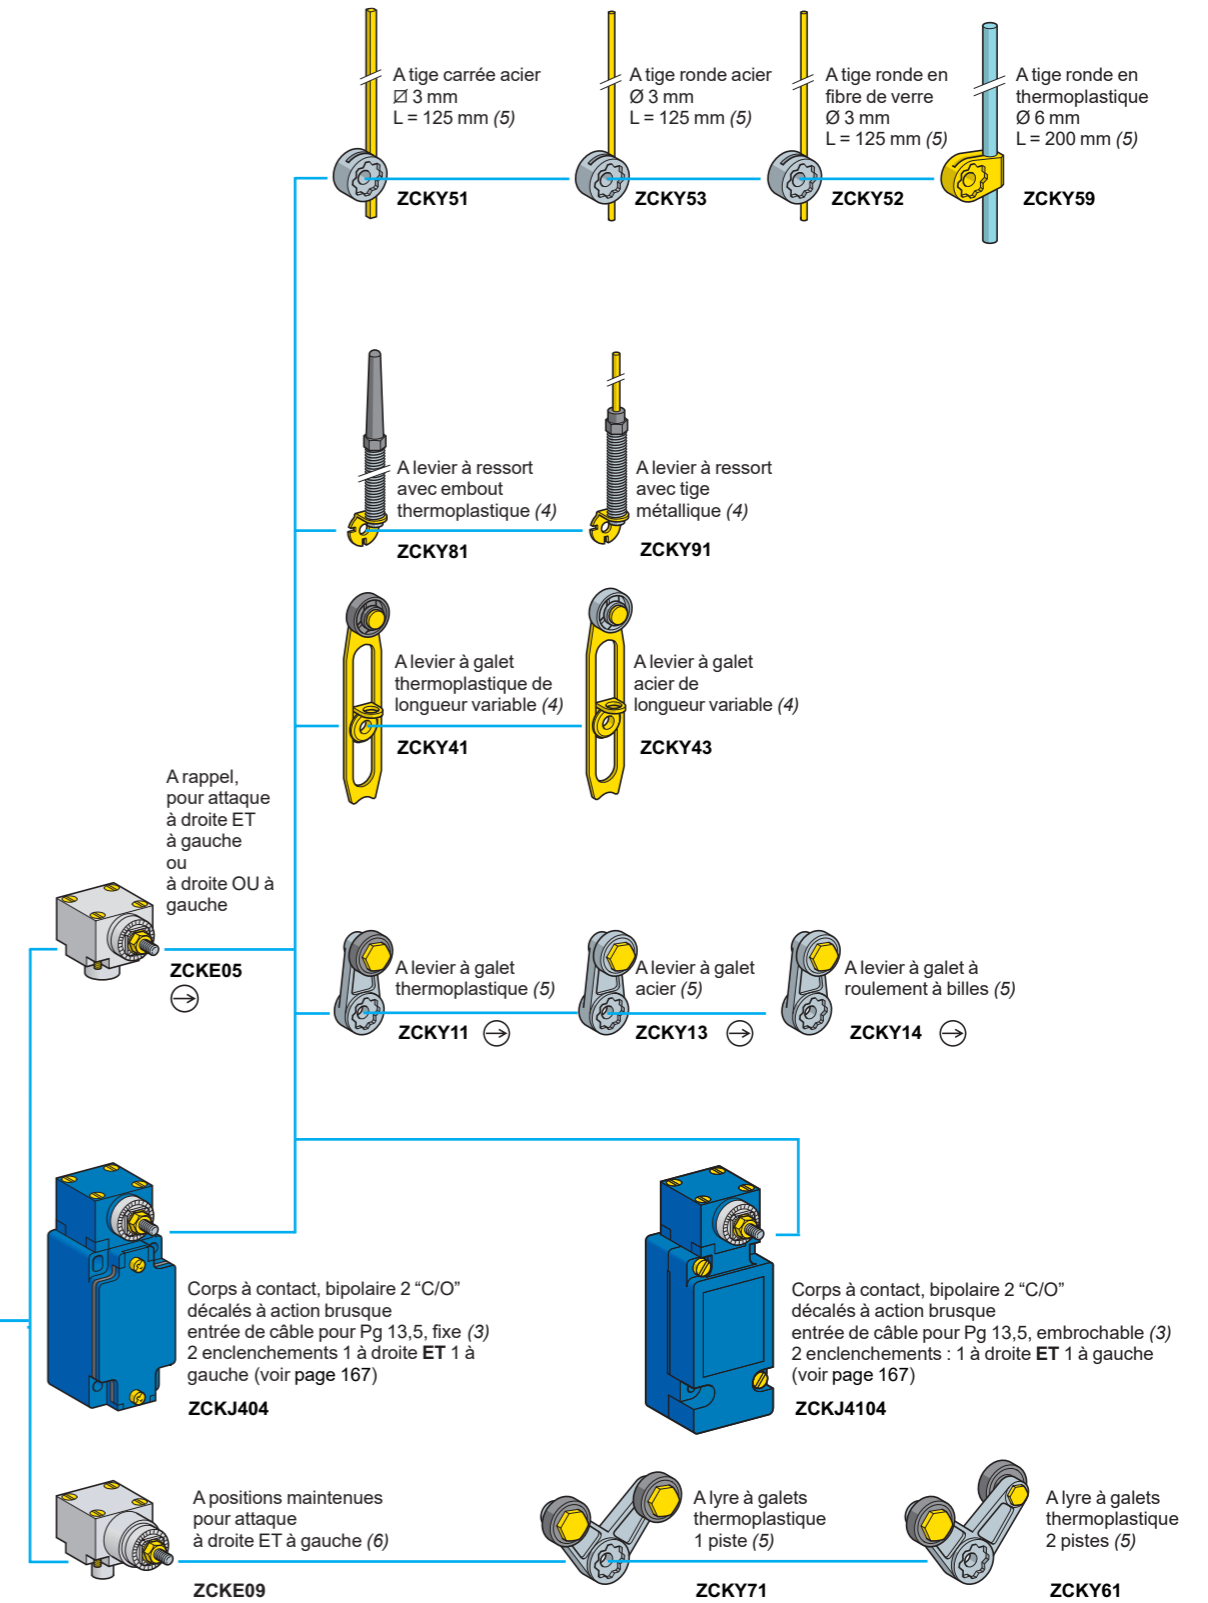 A tige carrée acier
⌀ 3 mm
L = 125 mm (5)
ZCKY51
A tige ronde acier
Ø 3 mm
L = 125 mm (5)
ZCKY53
A tige ronde en
fibre de verre
Ø 3 mm
L = 125 mm (5)
ZCKY52
A tige ronde en
thermoplastique
Ø 6 mm
L = 200 mm (5)
ZCKY59
A levier à ressort
avec embout
thermoplastique (4)
ZCKY81
A levier à ressort
avec tige
métallique (4)
ZCKY91
A levier à galet
thermoplastique de
longueur variable (4)
ZCKY41
A levier à galet
acier de
longueur variable (4)
ZCKY43
A rappel,
pour attaque
à droite ET
à gauche
ou
à droite OU à
gauche
ZCKE05
A levier à galet
thermoplastique (5)
ZCKY11
A levier à galet
acier (5)
ZCKY13
A levier à galet à
roulement à billes (5)
ZCKY14
Corps à contact, bipolaire 2 “C/O”
décalés à action brusque
entrée de câble pour Pg 13,5, fixe (3)
2 enclenchements 1 à droite ET 1 à
gauche (voir page 167)
ZCKJ404
Corps à contact, bipolaire 2 “C/O”
décalés à action brusque
entrée de câble pour Pg 13,5, embrochable (3)
2 enclenchements : 1 à droite ET 1 à gauche
(voir page 167)
ZCKJ4104
A positions maintenues
pour attaque
à droite ET à gauche (6)
ZCKE09
A lyre à galets
thermoplastique
1 piste (5)
ZCKY71
A lyre à galets
thermoplastique
2 pistes (5)
ZCKY61